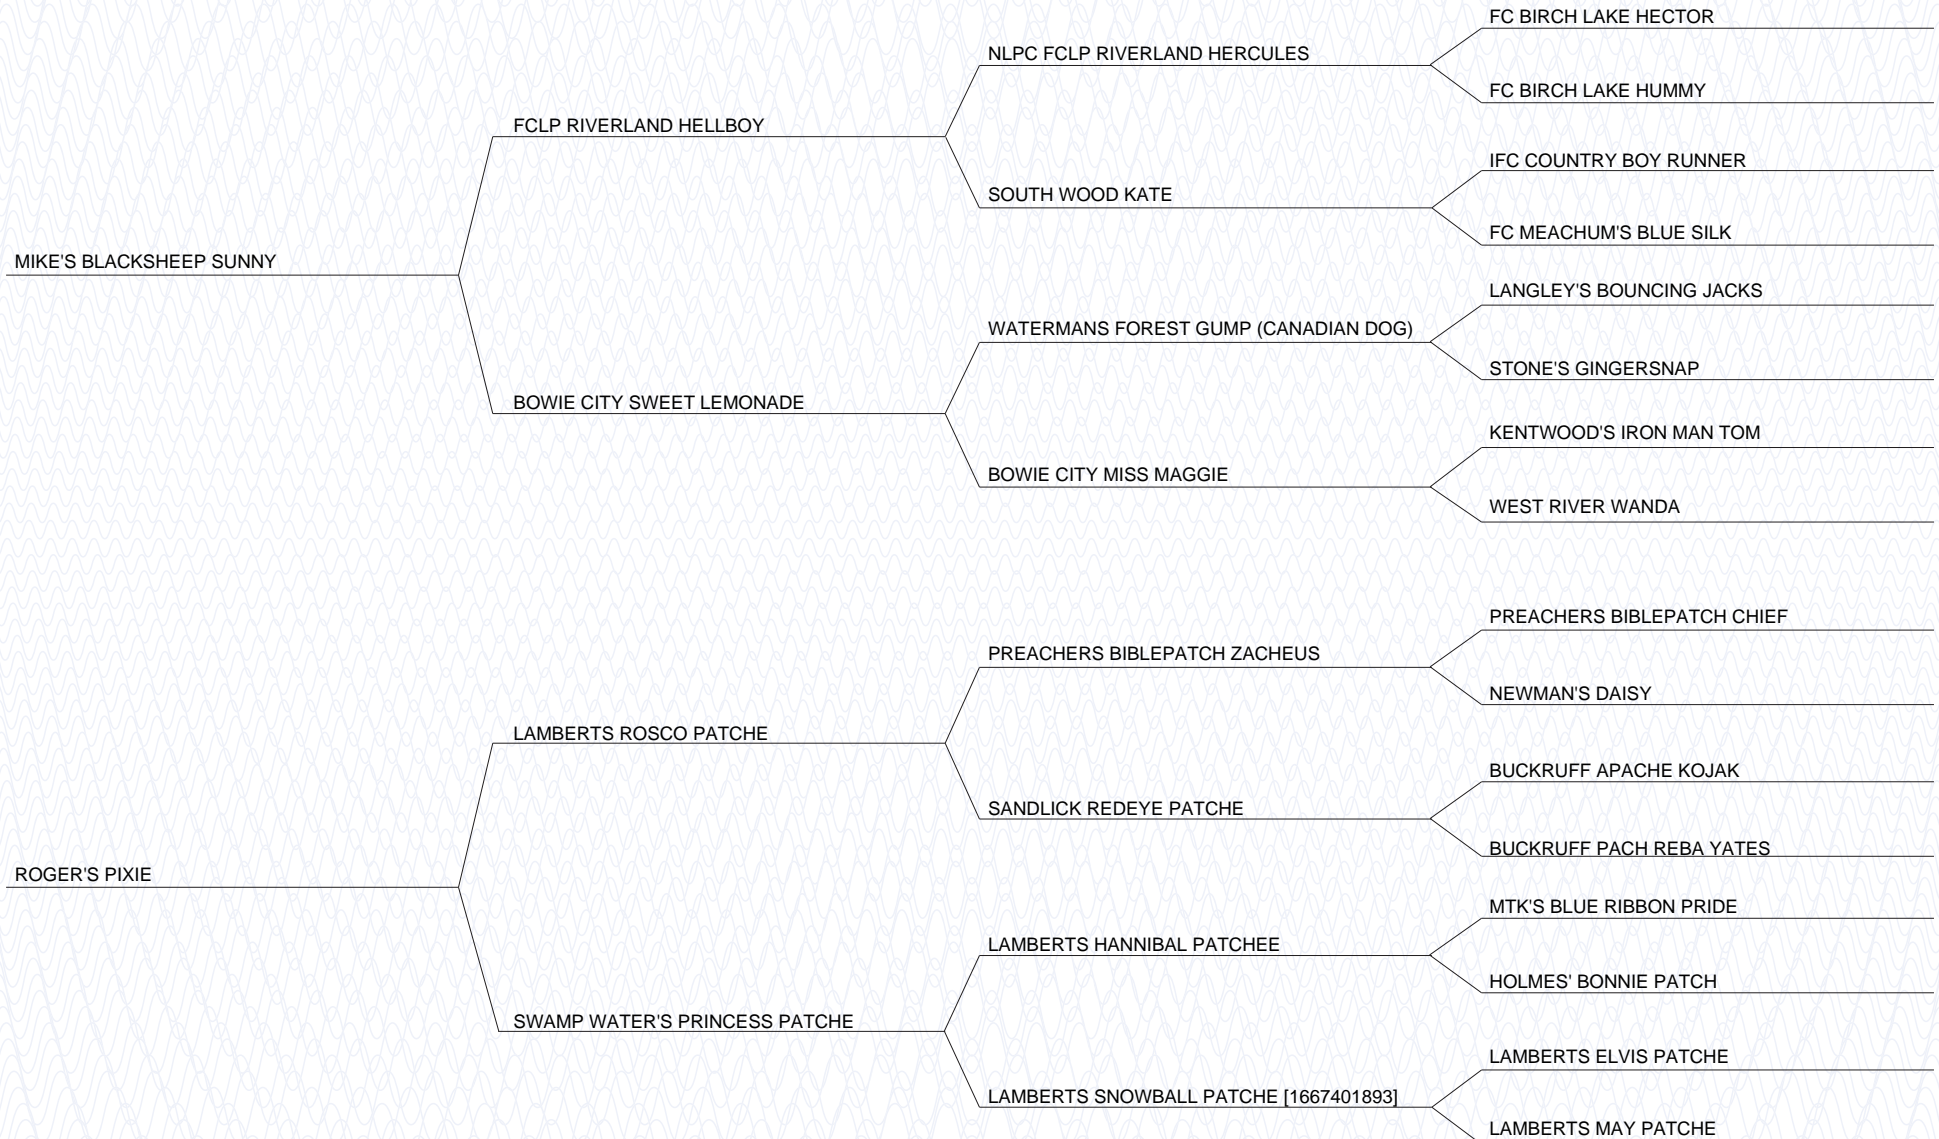 FC BIRCH LAKE HECTOR
NLPC FCLP RIVERLAND HERCULES
FC BIRCH LAKE HUMMY
FCLP RIVERLAND HELLBOY
IFC COUNTRY BOY RUNNER
SOUTH WOOD KATE
FC MEACHUM'S BLUE SILK
MIKE'S BLACKSHEEP SUNNY
LANGLEY'S BOUNCING JACKS
WATERMANS FOREST GUMP (CANADIAN DOG)
STONE'S GINGERSNAP
BOWIE CITY SWEET LEMONADE
KENTWOOD'S IRON MAN TOM
BOWIE CITY MISS MAGGIE
WEST RIVER WANDA
PREACHERS BIBLEPATCH CHIEF
PREACHERS BIBLEPATCH ZACHEUS
NEWMAN'S DAISY
LAMBERTS ROSCO PATCHE
BUCKRUFF APACHE KOJAK
SANDLICK REDEYE PATCHE
BUCKRUFF PACH REBA YATES
ROGER'S PIXIE
MTK'S BLUE RIBBON PRIDE
LAMBERTS HANNIBAL PATCHEE
HOLMES' BONNIE PATCH
SWAMP WATER'S PRINCESS PATCHE
LAMBERTS ELVIS PATCHE
LAMBERTS SNOWBALL PATCHE [1667401893]
LAMBERTS MAY PATCHE